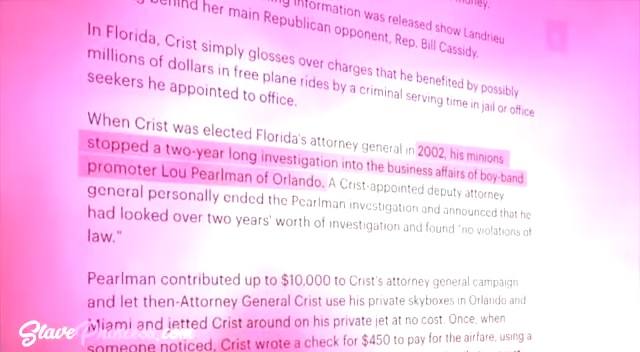 information was released show Landrieu
behind her main Republican opponent, Rep. Bill Cassidy.
In Florida, Crist simply glosses over charges that he benefited by possibly
millions of dollars in free plane rides by a criminal serving time in jail or office
seekers he appointed to office.
When Crist was elected Florida's attorney general in 2002, his minions
stopped a two-year long investigation into the business affairs of boy-band
promoter Lou Pearlman of Orlando. A Crist-appointed deputy attorney
general personally ended the Pearlman investigation and announced that he
had looked over two years' worth of investigation and found "no violations of
law."
Pearlman contributed up to $10,000 to Crist's attorney general campaign
and let then-Attorney General Crist use his private skyboxes in Orlando and
Miami and jetted Crist around on his private jet at no cost. Once, when
someone noticed, Crist wrote a check for $450 to pay for the airfare, using a
Slave